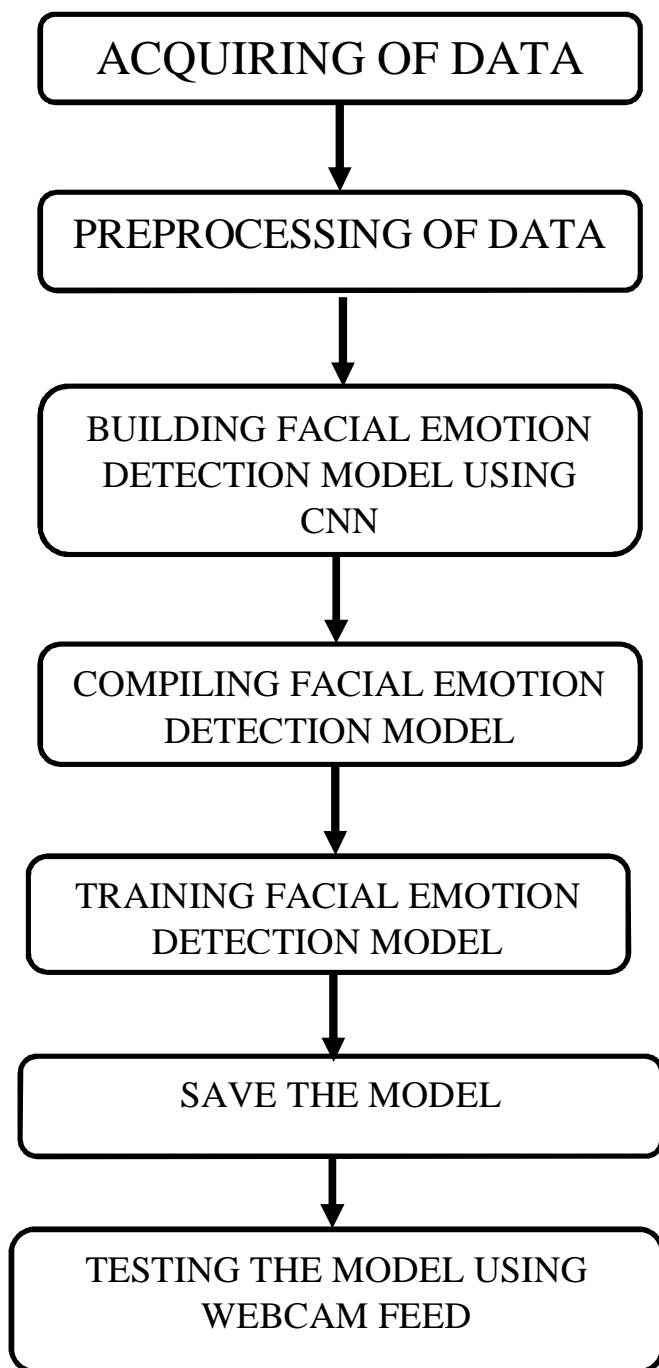 ACQUIRING OF DATA
PREPROCESSING OF DATA
BUILDING FACIAL EMOTION
DETECTION MODEL USING
CNN
COMPILING FACIAL EMOTION
DETECTION MODEL
TRAINING FACIAL EMOTION
DETECTION MODEL
SAVE THE MODEL
TESTING THE MODEL USING
WEBCAM FEED